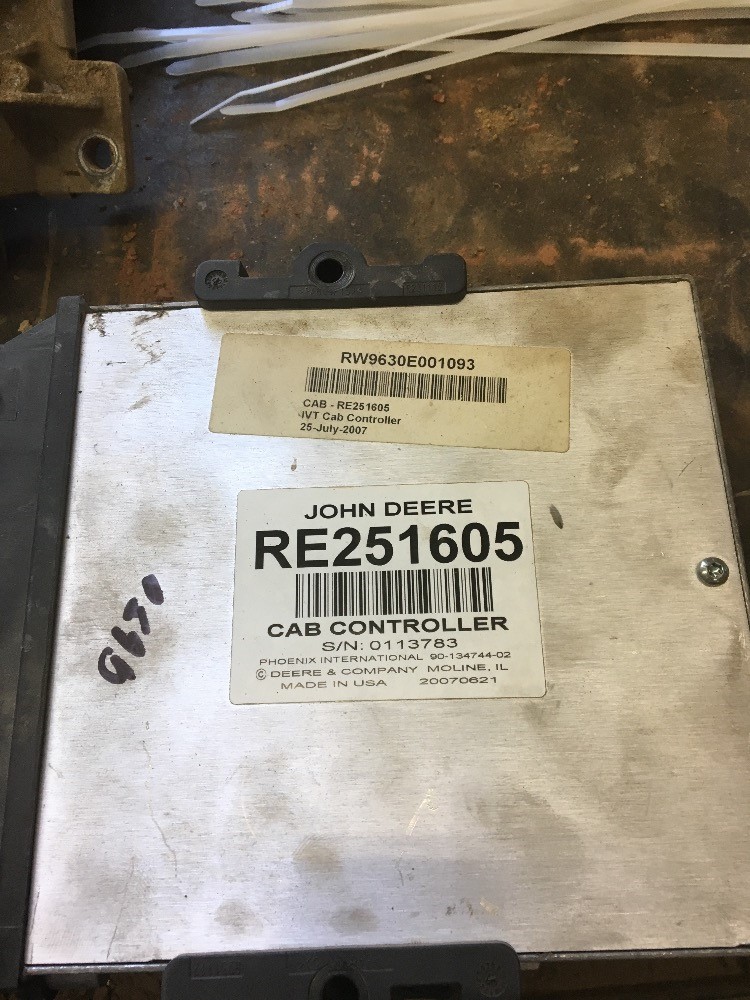 RW9630E001093
CAB - RE251605
IVT Cab Controller
25-July-2007
JOHN DEERE
RE251605
CAB CONTROLLER
S/N: 0113783
PHOENIX INTERNATIONAL 90-134744-02
© DEERE & COMPANY MOLINE, IL
MADE IN USA 20070621
9630